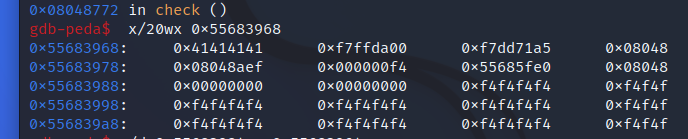 0x08048772 in check ()
gdb-peda$ x/20wx 0x55683968
0x55683968: 0x41414141 0xf7ffda00 0xf7dd71a5 0x08048
0x55683978: 0x08048aef 0x000000f4 0x55685fe0 0x08048
0x55683988: 0x00000000 0x00000000 0xf4f4f4f4 0xf4f4f
0x55683998: 0xf4f4f4f4 0xf4f4f4f4 0xf4f4f4f4 0xf4f4f
0x556839a8: 0xf4f4f4f4 0xf4f4f4f4 0xf4f4f4f4 0xf4f4f